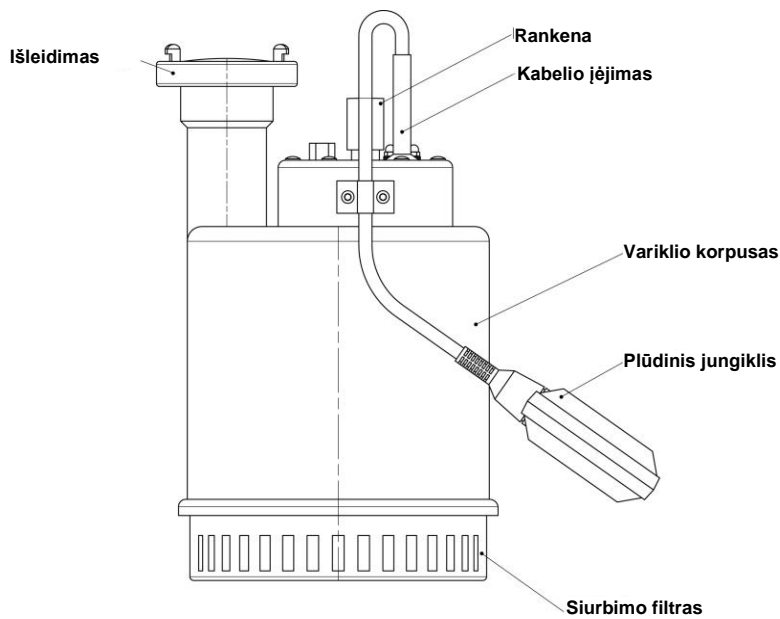 Išleidimas
Rankena
Kabelio įėjimas
Variklio korpusas
Plūdinis jungiklis
Siurbimo filtras